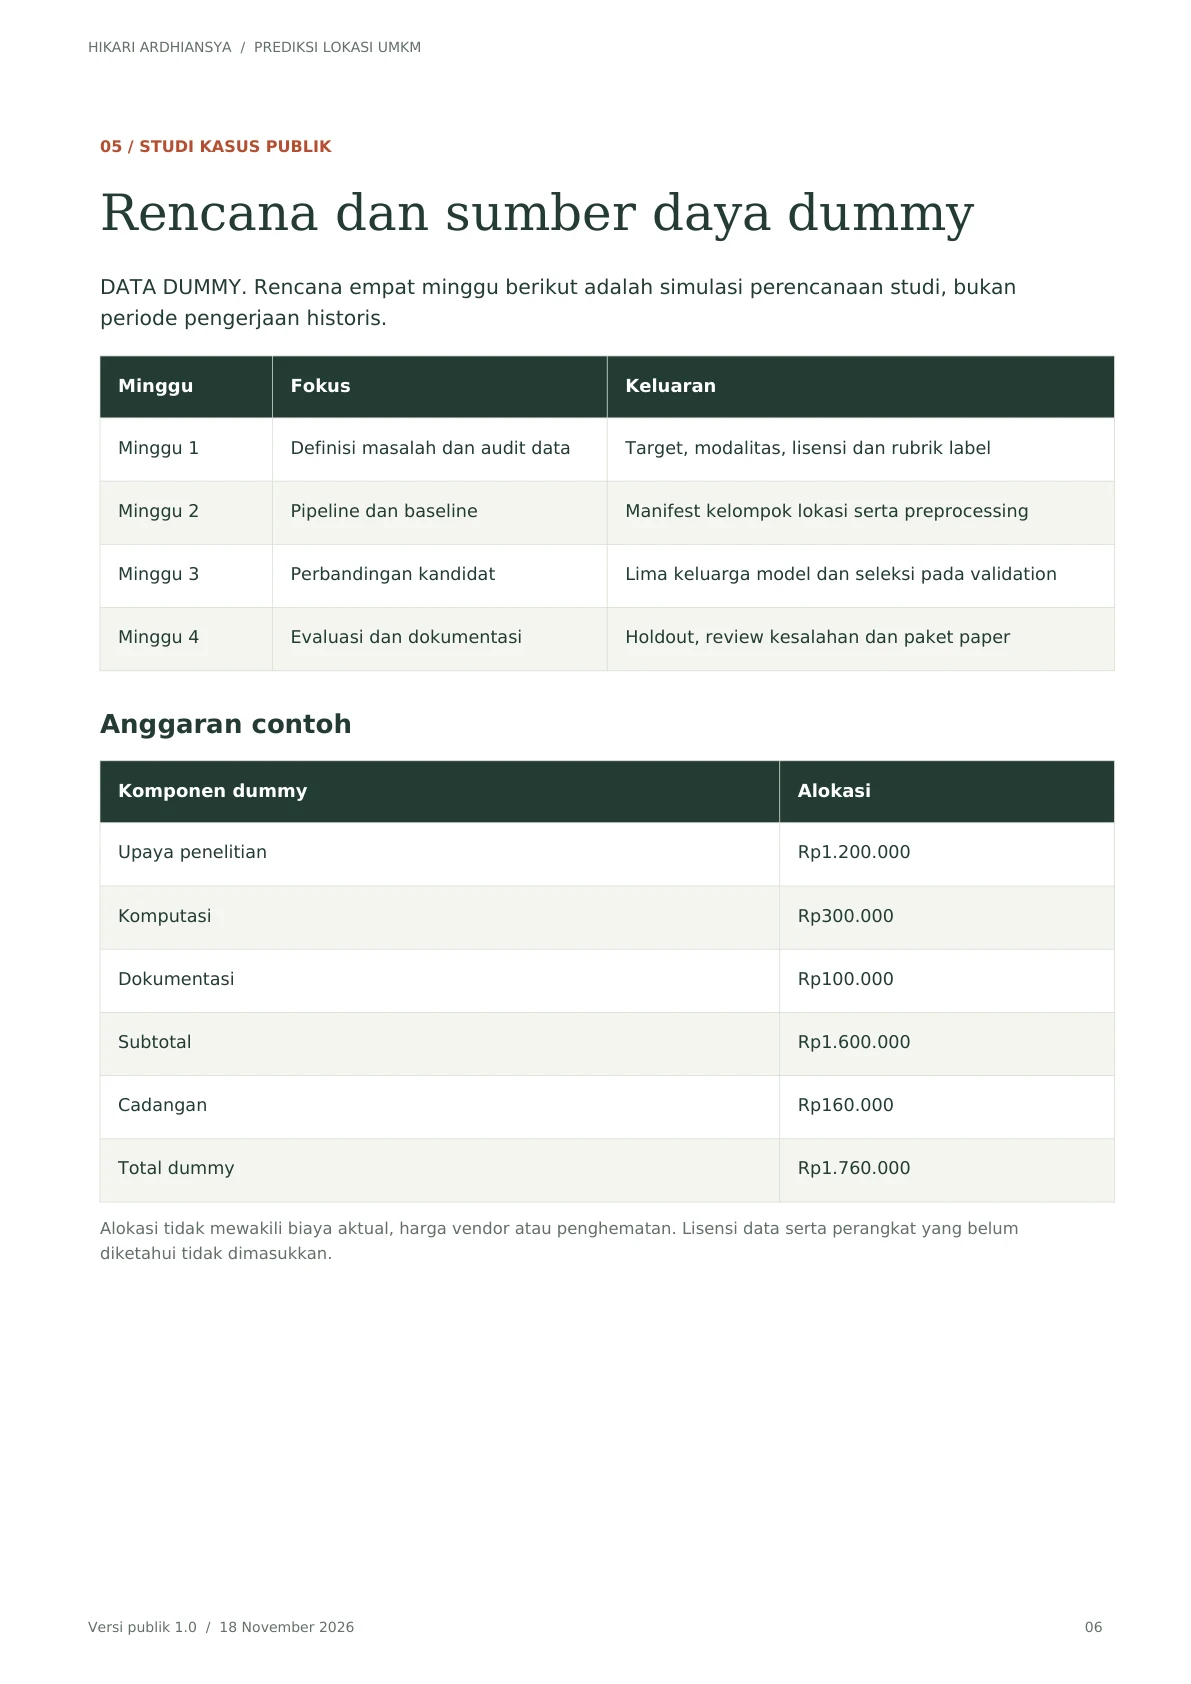 HIKARI ARDHIANSYA / PREDIKSI LOKASI UMKM
05 / STUDI KASUS PUBLIK
Rencana dan sumber daya dummy
DATA DUMMY. Rencana empat minggu berikut adalah simulasi perencanaan studi, bukan
periode pengerjaan historis.
Minggu Fokus Keluaran
Minggu 1 Definisi masalah dan audit data Target, modalitas, lisensi dan rubrik label
Minggu 2 Pipeline dan baseline Manifest kelompok lokasi serta preprocessing
Minggu 3 Perbandingan kandidat Lima keluarga model dan seleksi pada validation
Minggu 4 Evaluasi dan dokumentasi Holdout, review kesalahan dan paket paper
Anggaran contoh
Komponen dummy Alokasi
Upaya penelitian Rp1.200.000
Komputasi Rp300.000
Dokumentasi Rp100.000
Subtotal Rp1.600.000
Cadangan Rp160.000
Total dummy Rp1.760.000
Alokasi tidak mewakili biaya aktual, harga vendor atau penghematan. Lisensi data serta perangkat yang belum
diketahui tidak dimasukkan.
Versi publik 1.0 / 18 November 2026 06